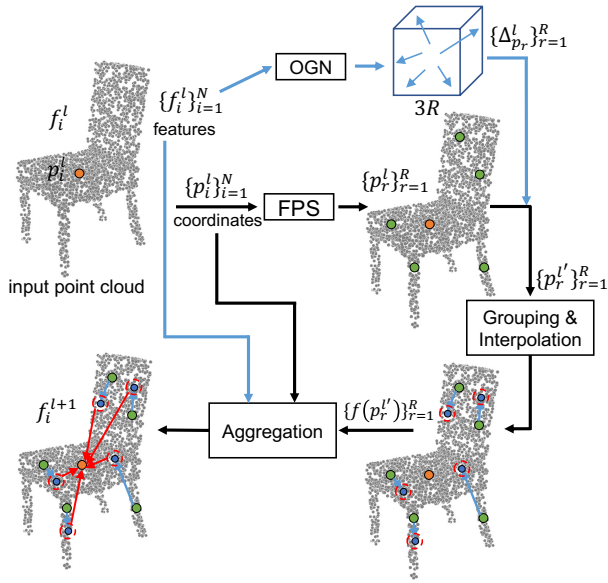 OGN
$\{\Delta_{p_r}^{l}\}_{r=1}^{R}$
3R
$f_i^{l}$
$\{f_i^{l}\}_{i=1}^{N}$
features
$p_i^{l}$
$\{p_i^{l}\}_{i=1}^{N}$
coordinates
FPS
$\{p_r^{l}\}_{r=1}^{R}$
input point cloud
$\{p_r^{l'}\}_{r=1}^{R}$
Grouping &
Interpolation
$f_i^{l+1}$
Aggregation
$\{f(p_r^{l'})\}_{r=1}^{R}$